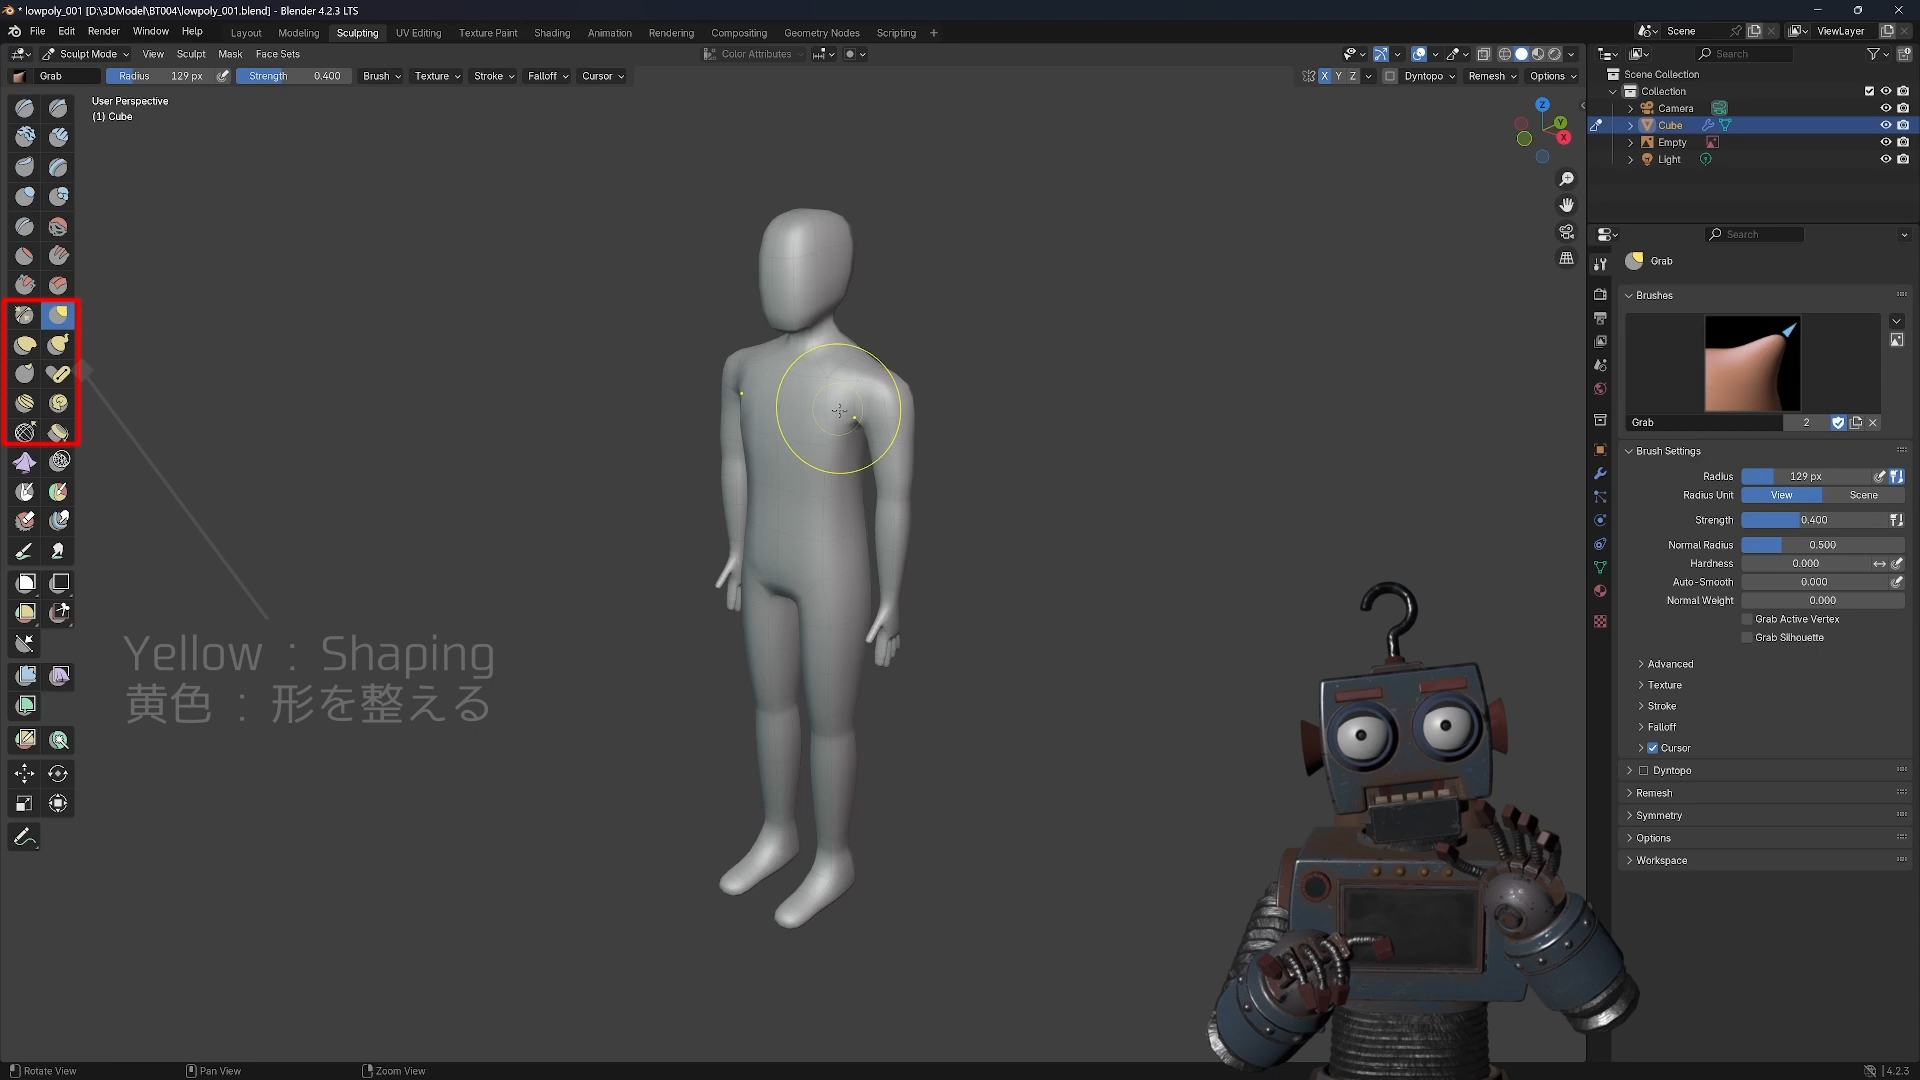 * lowpoly_001 [D:\3DModel\BT004\lowpoly_001.blend] - Blender 4.2.3 LTS
File Edit Render Window Help Layout Modeling Sculpting UV Editing Texture Paint Shading Animation Rendering Compositing Geometry Nodes Scripting + Scene ViewLayer
Sculpt Mode View Sculpt Mask Face Sets Color Attributes Search
Grab Radius 129 px Strength 0.400 Brush Texture Stroke Falloff Cursor X Y Z Dyntopo Remesh Options
User Perspective
(1) Cube
Z
Y
X
Scene Collection
Collection
Camera
Cube
Empty
Light
Search
Grab
Brushes
Grab 2
Brush Settings
Radius 129 px
Radius Unit View Scene
Strength 0.400
Normal Radius 0.500
Hardness 0.000
Auto-Smooth 0.000
Normal Weight 0.000
Grab Active Vertex
Grab Silhouette
Advanced
Texture
Stroke
Falloff
Cursor
Dyntopo
Remesh
Symmetry
Options
Workspace
Yellow : Shaping
黄色 : 形を整える
Rotate View Pan View Zoom View 4.2.3